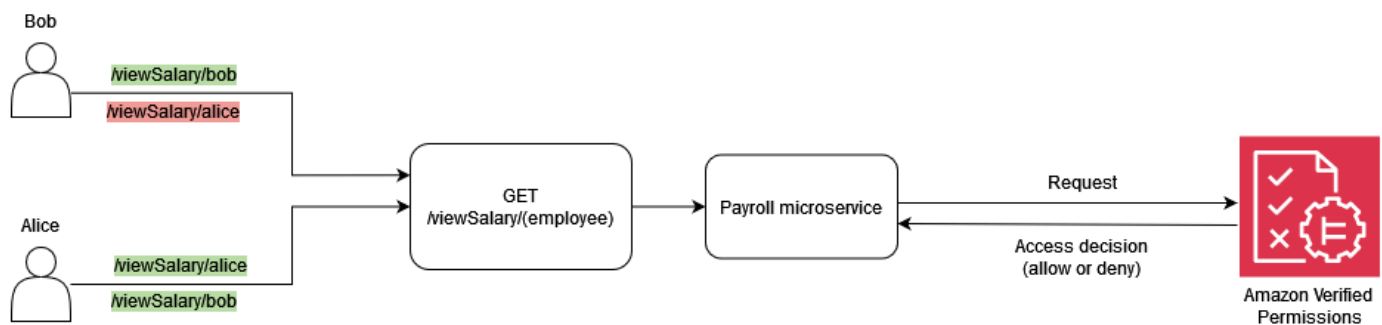 Bob
/viewSalary/bob
/viewSalary/alice
GET
/viewSalary/(employee)
Payroll microservice
Request
Access decision
(allow or deny)
Alice
/viewSalary/alice
/viewSalary/bob
Amazon Verified
Permissions